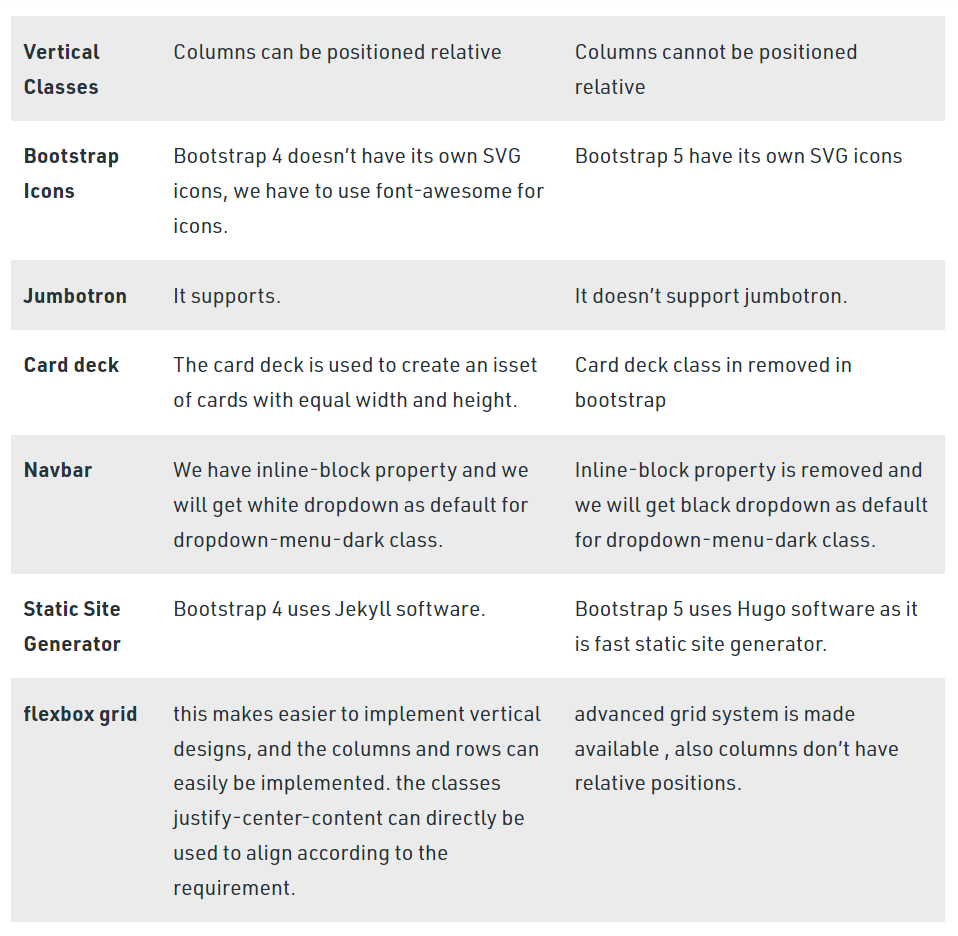 Vertical Classes
Columns can be positioned relative
Columns cannot be positioned
relative
Bootstrap
Icons
Bootstrap 4 doesn’t have its own SVG
icons, we have to use font-awesome for
icons.
Bootstrap 5 have its own SVG icons
Jumbotron
It supports.
It doesn’t support jumbotron.
Card deck
The card deck is used to create an isset
of cards with equal width and height.
Card deck class in removed in
bootstrap
Navbar
We have inline-block property and we
will get white dropdown as default for
dropdown-menu-dark class.
Inline-block property is removed and
we will get black dropdown as default
for dropdown-menu-dark class.
Static Site
Generator
Bootstrap 4 uses Jekyll software.
Bootstrap 5 uses Hugo software as it
is fast static site generator.
flexbox grid
this makes easier to implement vertical
designs, and the columns and rows can
easily be implemented. the classes
justify-center-content can directly be
used to align according to the
requirement.
advanced grid system is made
available , also columns don’t have
relative positions.